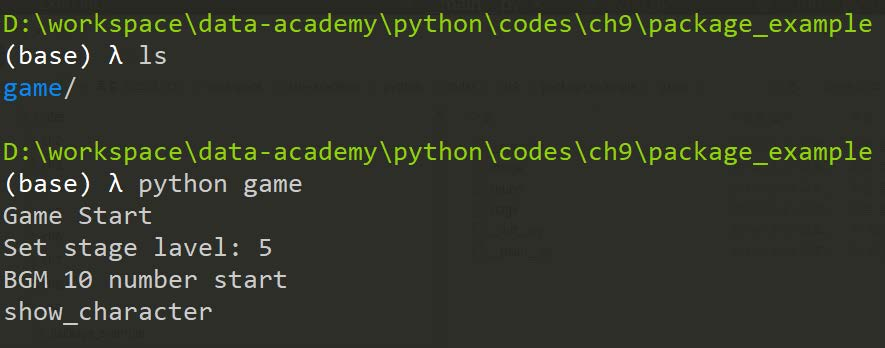 D:\workspace\data-academy\python\codes\ch9\package_example
(base) λ ls
game/
D:\workspace\data-academy\python\codes\ch9\package_example
(base) λ python game
Game Start
Set stage lavel: 5
BGM 10 number start
show_character